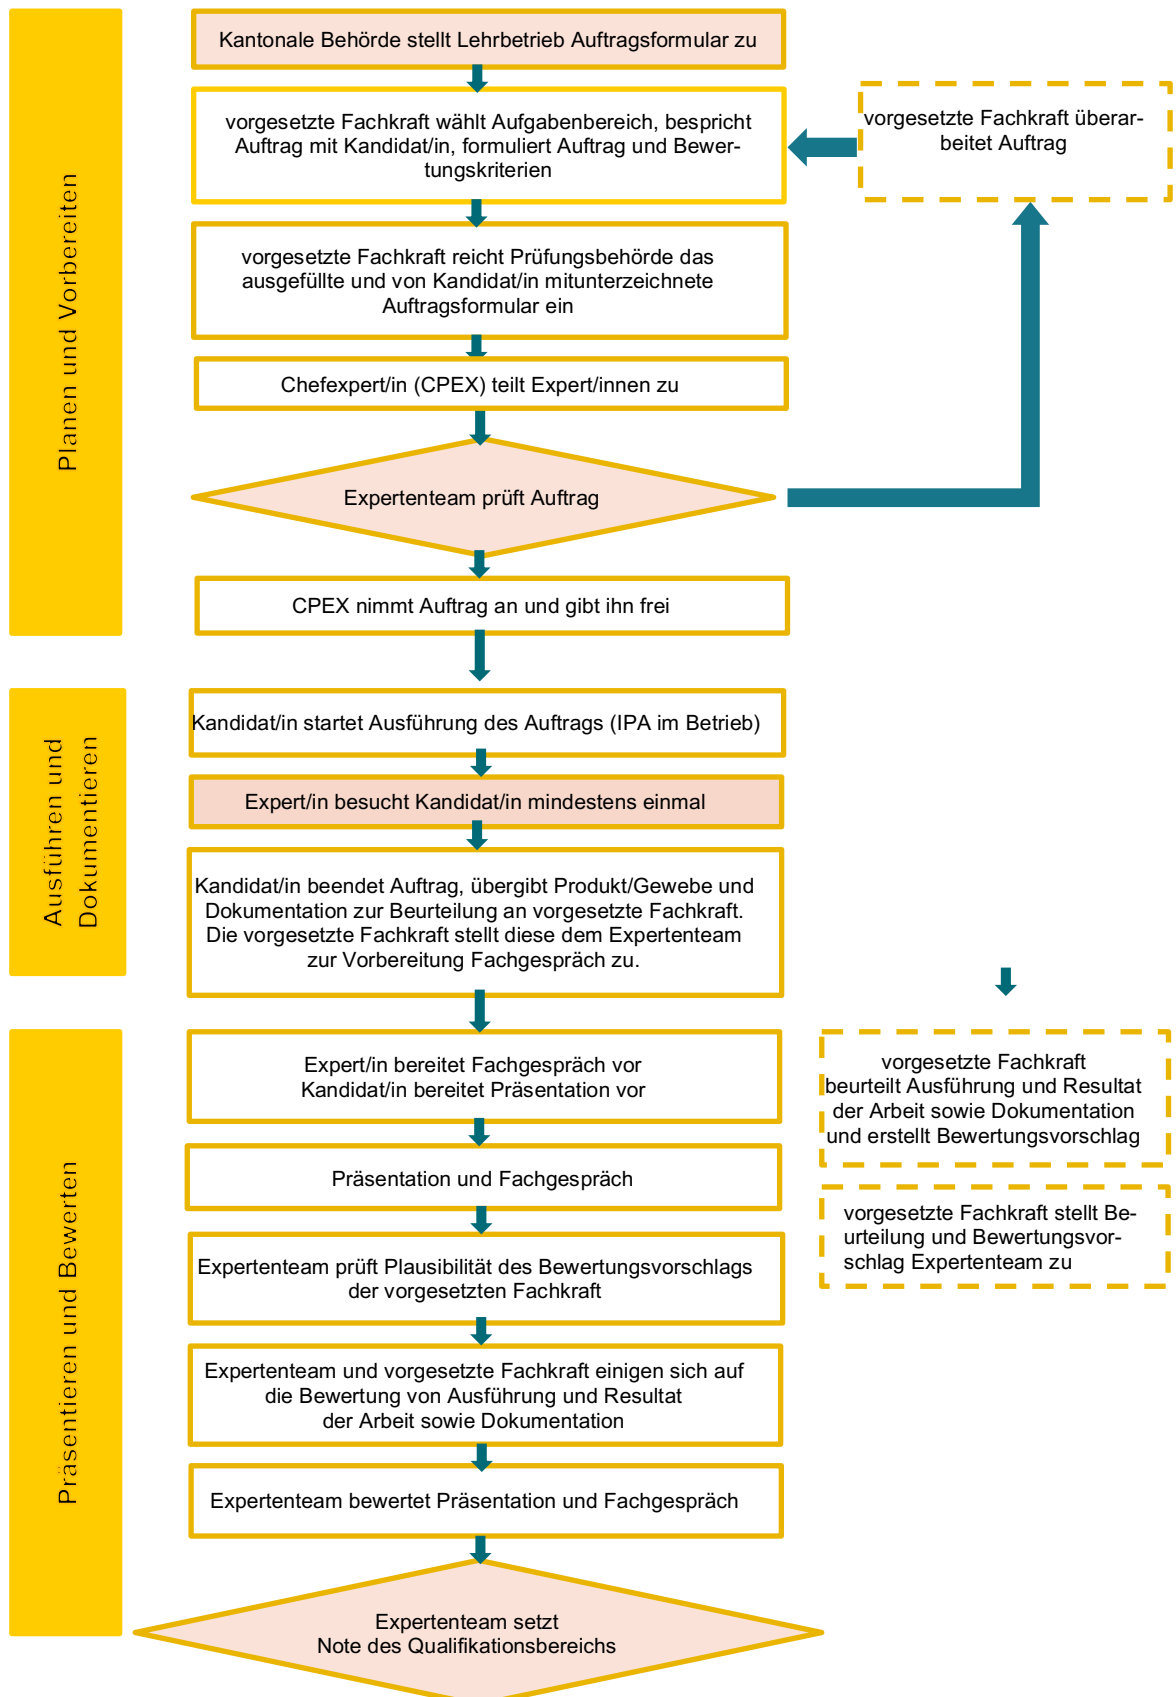 Planen und Vorbereiten
Kantonale Behörde stellt Lehrbetrieb Auftragsformular zu
vorgesetzte Fachkraft wählt Aufgabenbereich, bespricht
Auftrag mit Kandidat/in, formuliert Auftrag und Bewer-
tungskriterien
vorgesetzte Fachkraft überar-
beitet Auftrag
vorgesetzte Fachkraft reicht Prüfungsbehörde das
ausgefüllte und von Kandidat/in mitunterzeichnete
Auftragsformular ein
Chefexpert/in (CPEX) teilt Expert/innen zu
Expertenteam prüft Auftrag
CPEX nimmt Auftrag an und gibt ihn frei
Ausführen und
Dokumentieren
Kandidat/in startet Ausführung des Auftrags (IPA im Betrieb)
Expert/in besucht Kandidat/in mindestens einmal
Kandidat/in beendet Auftrag, übergibt Produkt/Gewebe und
Dokumentation zur Beurteilung an vorgesetzte Fachkraft.
Die vorgesetzte Fachkraft stellt diese dem Expertenteam
zur Vorbereitung Fachgespräch zu.
Präsentieren und Bewerten
Expert/in bereitet Fachgespräch vor
Kandidat/in bereitet Präsentation vor
vorgesetzte Fachkraft
beurteilt Ausführung und Resultat
der Arbeit sowie Dokumentation
und erstellt Bewertungsvorschlag
Präsentation und Fachgespräch
vorgesetzte Fachkraft stellt Be-
urteilung und Bewertungsvor-
schlag Expertenteam zu
Expertenteam prüft Plausibilität des Bewertungsvorschlags
der vorgesetzten Fachkraft
Expertenteam und vorgesetzte Fachkraft einigen sich auf
die Bewertung von Ausführung und Resultat
der Arbeit sowie Dokumentation
Expertenteam bewertet Präsentation und Fachgespräch
Expertenteam setzt
Note des Qualifikationsbereichs